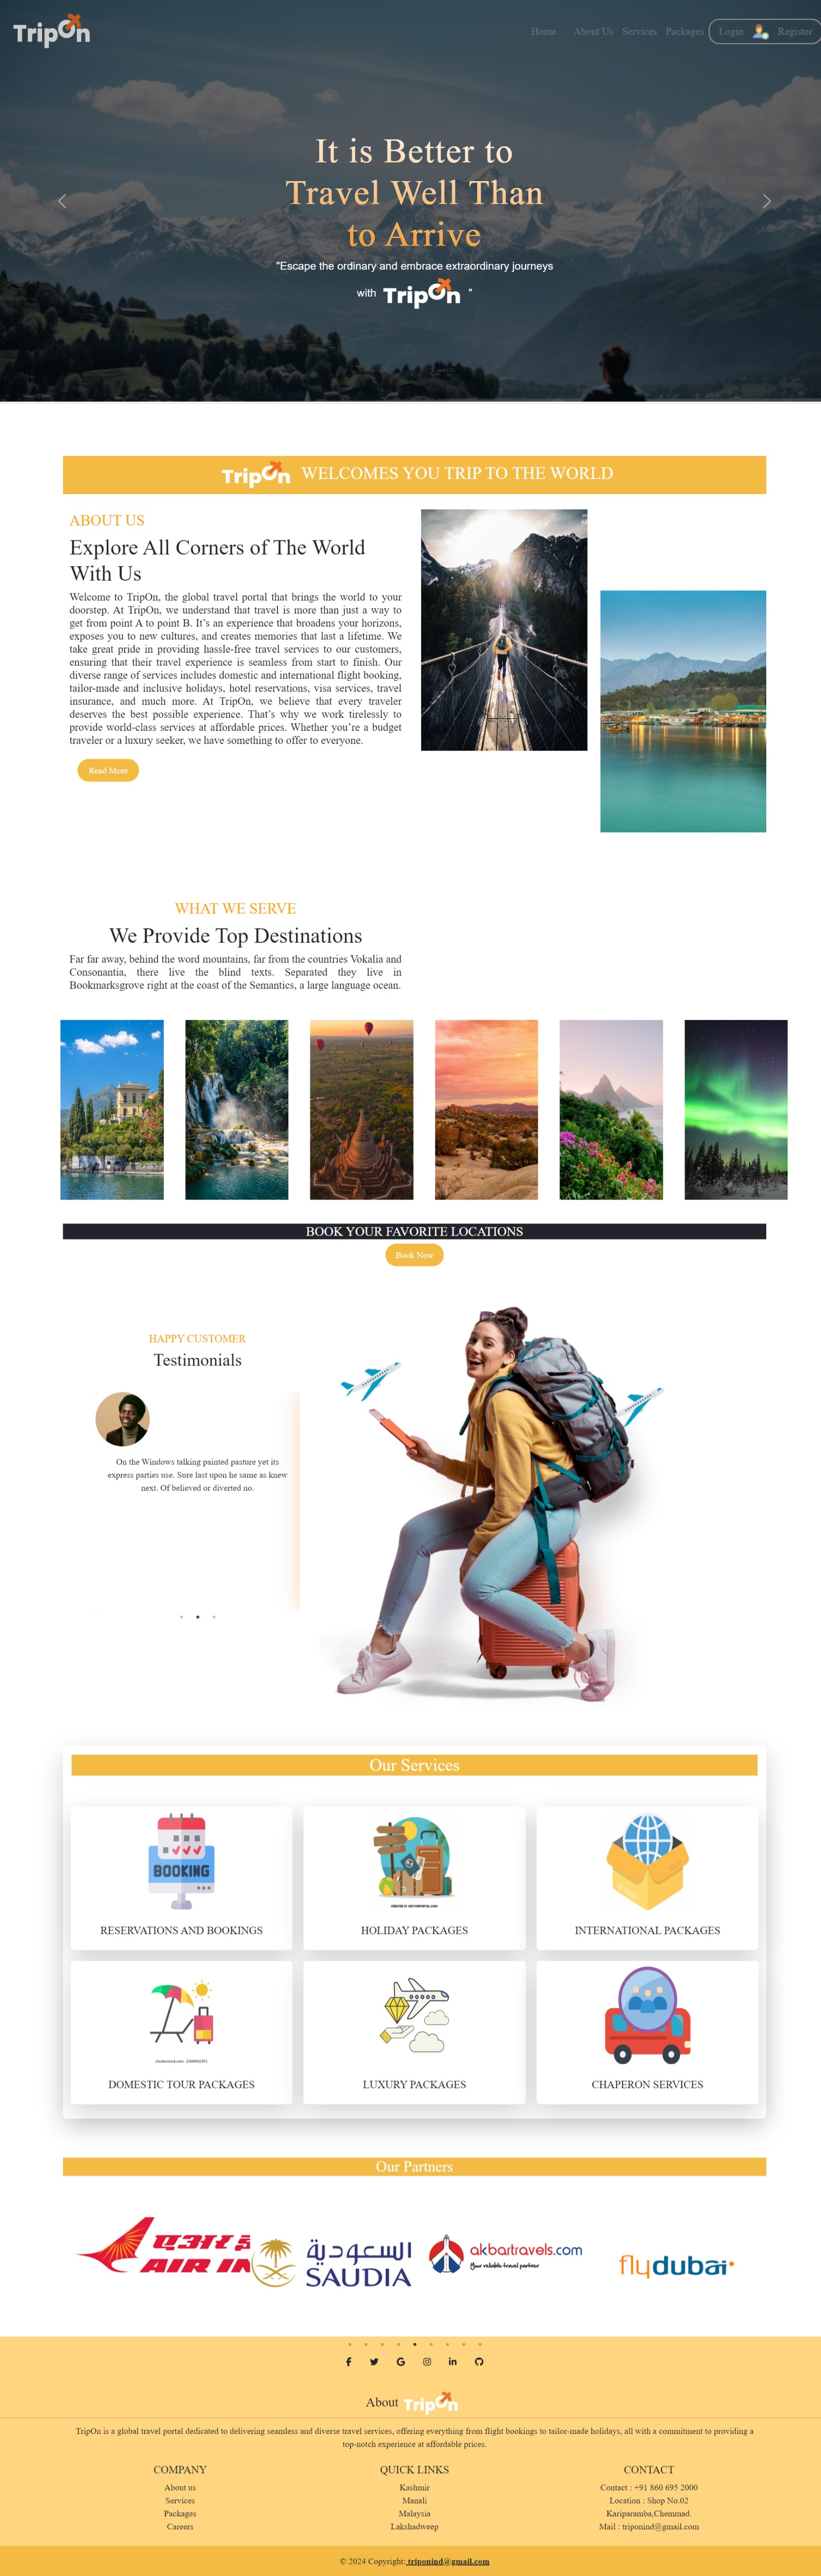 TripOn
Home About Us Services Packages Login Register
It is Better to
Travel Well Than
to Arrive
"Escape the ordinary and embrace extraordinary journeys
with TripOn "
TripOn WELCOMES YOU TRIP TO THE WORLD
ABOUT US
Explore All Corners of The World
With Us
Welcome to TripOn, the global travel portal that brings the world to your
doorstep. At TripOn, we understand that travel is more than just a way to
get from point A to point B. It's an experience that broadens your horizons,
exposes you to new cultures, and creates memories that last a lifetime. We
take great pride in providing hassle-free travel services to our customers,
ensuring that their travel experience is seamless from start to finish. Our
diverse range of services includes domestic and international flight booking,
tailor-made and inclusive holidays, hotel reservations, visa services, travel
insurance, and much more. At TripOn, we believe that every traveler
deserves the best possible experience. That's why we work tirelessly to
provide world-class services at affordable prices. Whether you're a budget
traveler or a luxury seeker, we have something to offer to everyone.
Read More
WHAT WE SERVE
We Provide Top Destinations
Far far away, behind the word mountains, far from the countries Vokalia and
Consonantia, there live the blind texts. Separated they live in
Bookmarksgrove right at the coast of the Semantics, a large language ocean.
BOOK YOUR FAVORITE LOCATIONS
Book Now
HAPPY CUSTOMER
Testimonials
On the Windows talking painted pasture yet its
express parties use. Sure last upon he same as knew
next. Of believed or diverted no.
Our Services
BOOKING
RESERVATIONS AND BOOKINGS
CREATED BY VECTORPORTAL.COM
HOLIDAY PACKAGES
INTERNATIONAL PACKAGES
DOMESTIC TOUR PACKAGES
LUXURY PACKAGES
CHAPERON SERVICES
Our Partners
एअर इ
AIR IN
السعودية
SAUDIA
akbartravels.com
Your reliable travel partner
flydubai
About TripOn
TripOn is a global travel portal dedicated to delivering seamless and diverse travel services, offering everything from flight bookings to tailor-made holidays, all with a commitment to providing a
top-notch experience at affordable prices.
COMPANY
About us
Services
Packages
Careers
QUICK LINKS
Kashmir
Manali
Malaysia
Lakshadweep
CONTACT
Contact : +91 860 695 2000
Location : Shop No.02
Kariparamba,Chemmad.
Mail : triponind@gmail.com
© 2024 Copyright: triponind@gmail.com